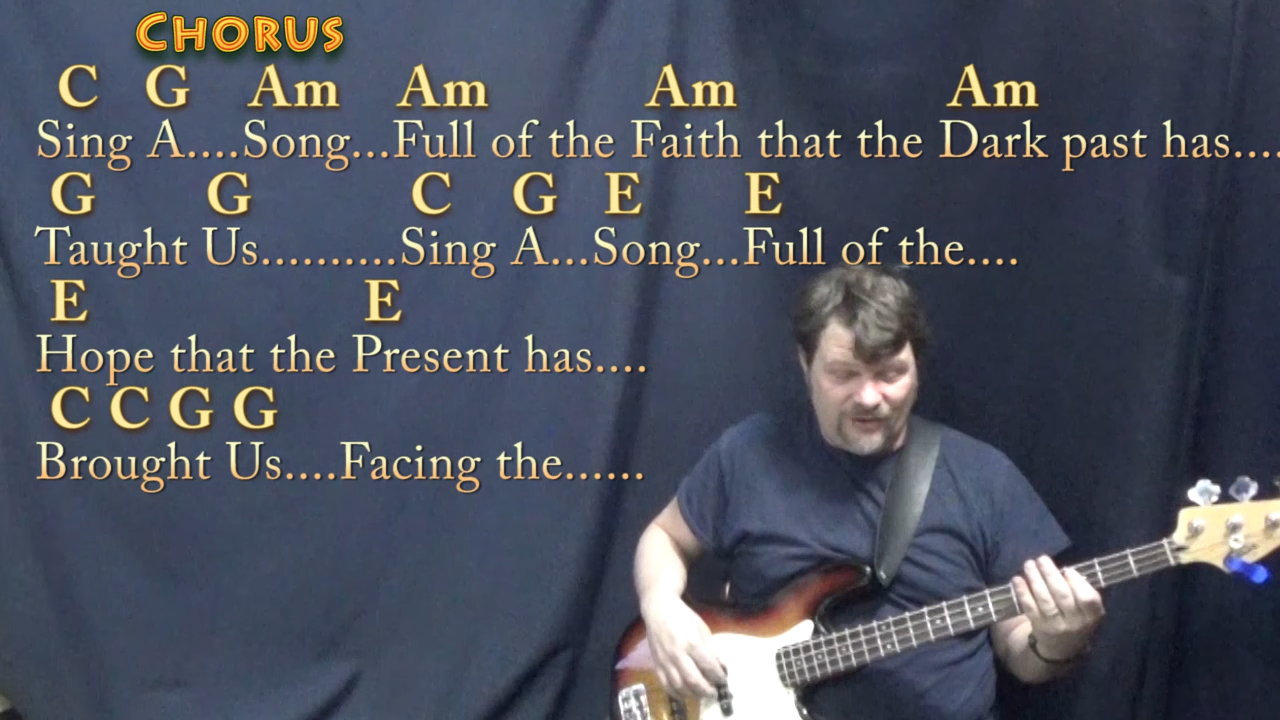 CHORUS
C G Am Am Am Am
Sing A....Song...Full of the Faith that the Dark past has....
G G C G E E
Taught Us..........Sing A...Song...Full of the....
E E
Hope that the Present has....
C C G G
Brought Us....Facing the......